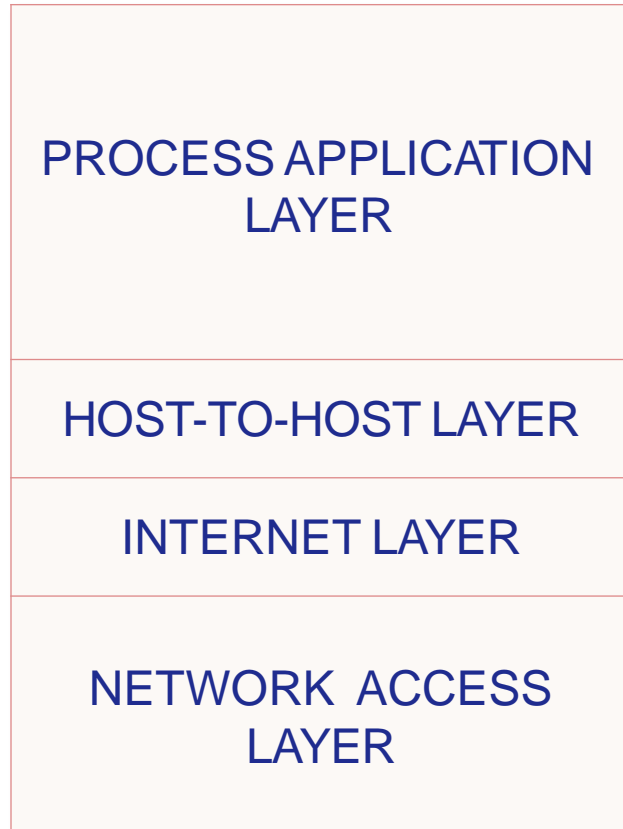 PROCESS APPLICATION
LAYER
HOST-TO-HOST LAYER
INTERNET LAYER
NETWORK ACCESS
LAYER